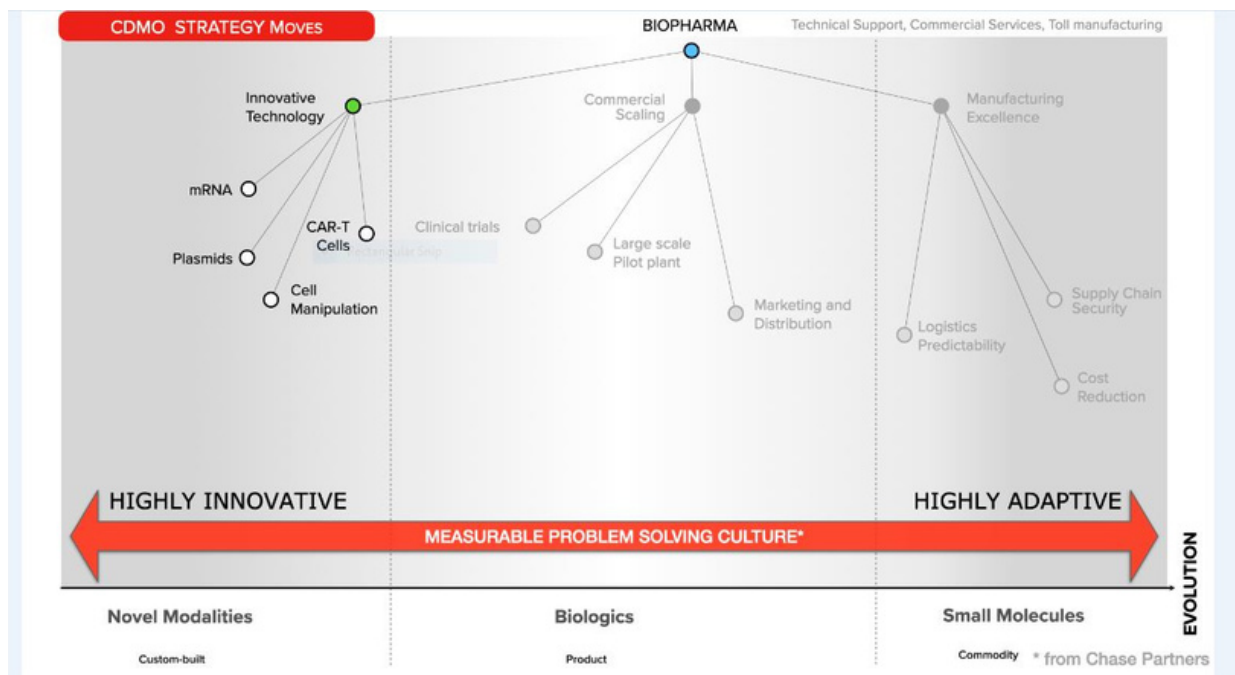 CDMO STRATEGY MOVES
BIOPHARMA
Technical Support, Commercial Services, Toll manufacturing
Innovative
Technology
Commercial
Scaling
Manufacturing
Excellence
mRNA
CAR-T
Cells
Plasmids
Cell
Manipulation
Clinical trials
Rectangular Snip
Large scale
Pilot plant
Marketing and
Distribution
Logistics
Predictability
Supply Chain
Security
Cost
Reduction
HIGHLY INNOVATIVE
HIGHLY ADAPTIVE
MEASURABLE PROBLEM SOLVING CULTURE*
EVOLUTION
Novel Modalities
Biologics
Small Molecules
Custom-built
Product
Commodity
* from Chase Partners